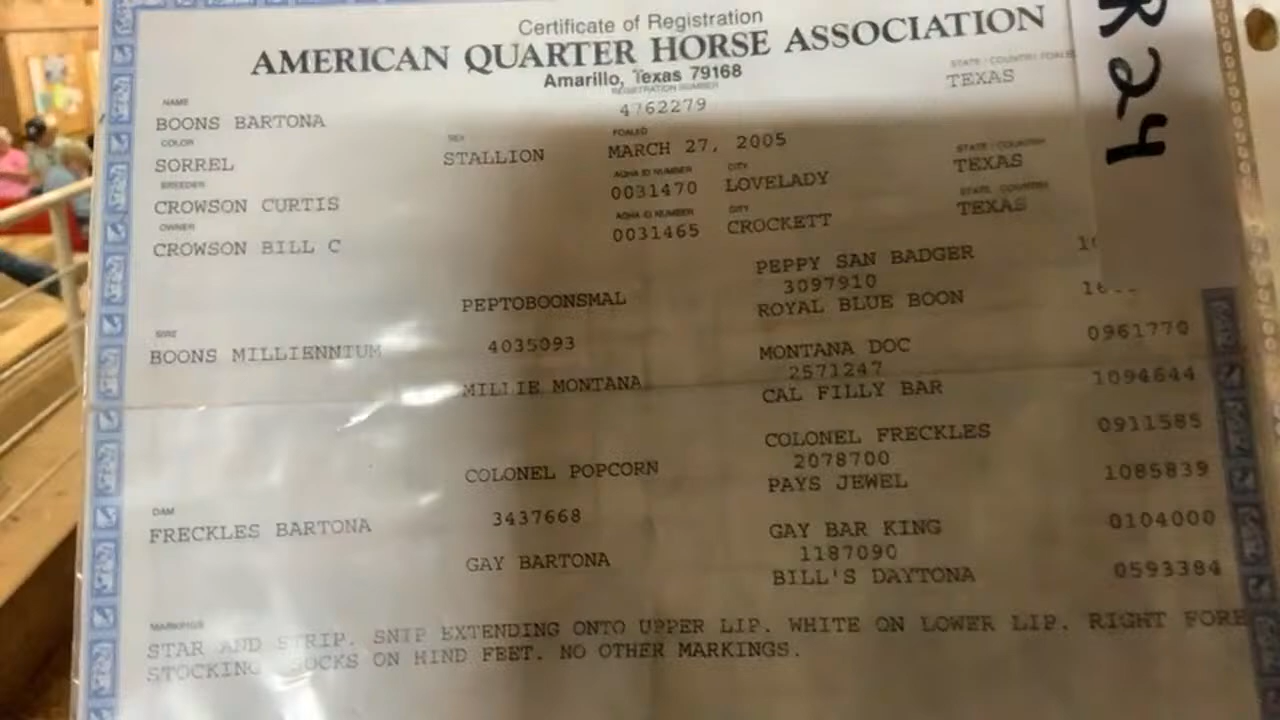 Certificate of Registration
AMERICAN QUARTER HORSE ASSOCIATION
Amarillo, Texas 79168
NAME REGISTRATION NUMBER STATE / COUNTRY FOALED
BOONS BARTONA 4762279 TEXAS
COLOR SEX FOALED
SORREL STALLION MARCH 27, 2005
BREEDER AQHA ID NUMBER CITY STATE / COUNTRY
CROWSON CURTIS 0031470 LOVELADY TEXAS
OWNER AQHA ID NUMBER CITY STATE / COUNTRY
CROWSON BILL C 0031465 CROCKETT TEXAS
PEPPY SAN BADGER
PEPTOBOONSMAL 3097910
ROYAL BLUE BOON
SIRE
BOONS MILLIENNIUM 4035093 MONTANA DOC 0961770
2571247
MILLIE MONTANA CAL FILLY BAR 1094644
COLONEL FRECKLES 0911585
COLONEL POPCORN 2078700
PAYS JEWEL 1085839
DAM
FRECKLES BARTONA 3437668 GAY BAR KING 0104000
GAY BARTONA 1187090
BILL'S DAYTONA 0593384
MARKINGS
STAR AND STRIP. SNIP EXTENDING ONTO UPPER LIP. WHITE ON LOWER LIP. RIGHT FORE
STOCKING SOCKS ON HIND FEET. NO OTHER MARKINGS.
R24